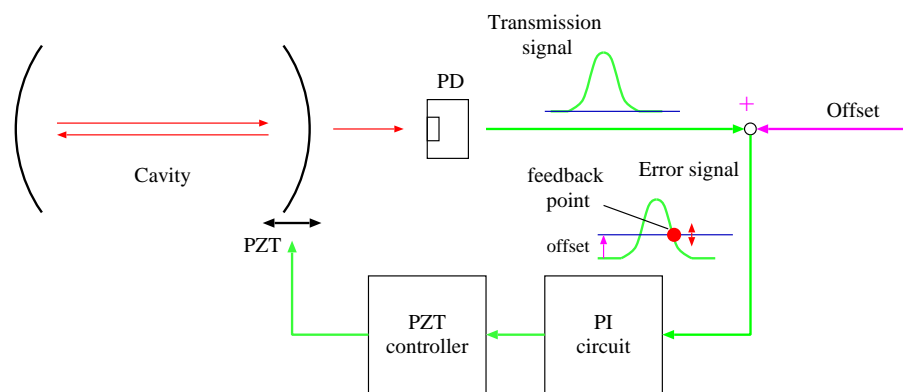 Transmission
signal
PD
+
Offset
Cavity
Error signal
feedback
point
PZT
offset
PZT
controller
PI
circuit